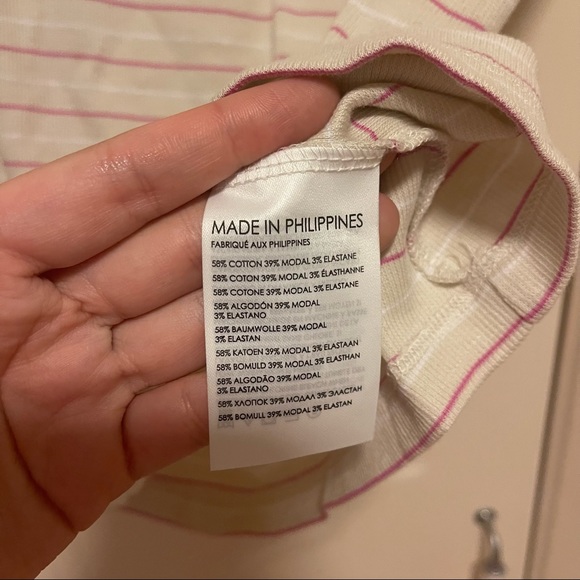 MADE IN PHILIPPINES
FABRIQUÉ AUX PHILIPPINES
58% COTTON 39% MODAL 3% ELASTANE
58% COTON 39% MODAL 3% ÉLASTHANNE
58% COTONE 39% MODAL 3% ELASTANE
58% ALGODÓN 39% MODAL
3% ELASTANO
58% BAUMWOLLE 39% MODAL
3% ELASTAN
58% KATOEN 39% MODAL 3% ELASTAAN
58% BOMULD 39% MODAL 3% ELASTHAN
58% ALGODÃO 39% MODAL
3% ELASTANO
58% ХЛОПОК 39% МОДАЛ 3% ЭЛАСТАН
58% BOMULL 39% MODAL 3% ELASTAN